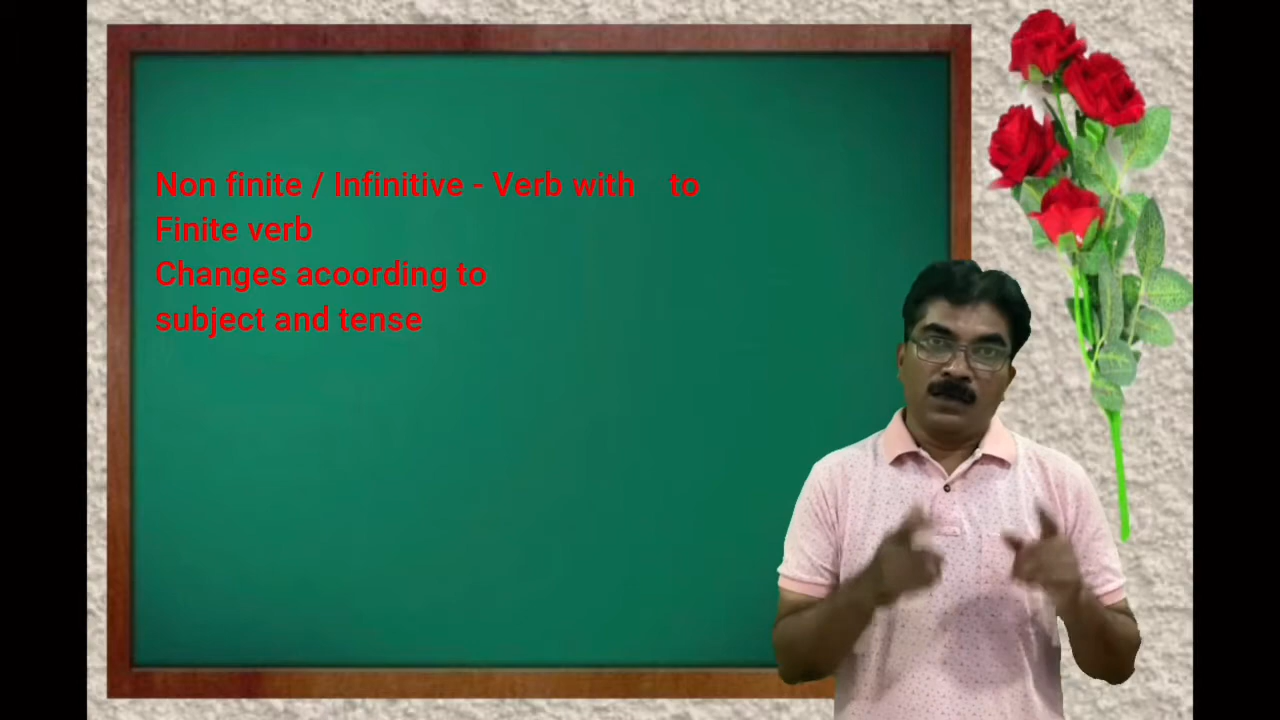 Non finite / Infinitive - Verb with to
Finite verb
Changes acoording to
subject and tense